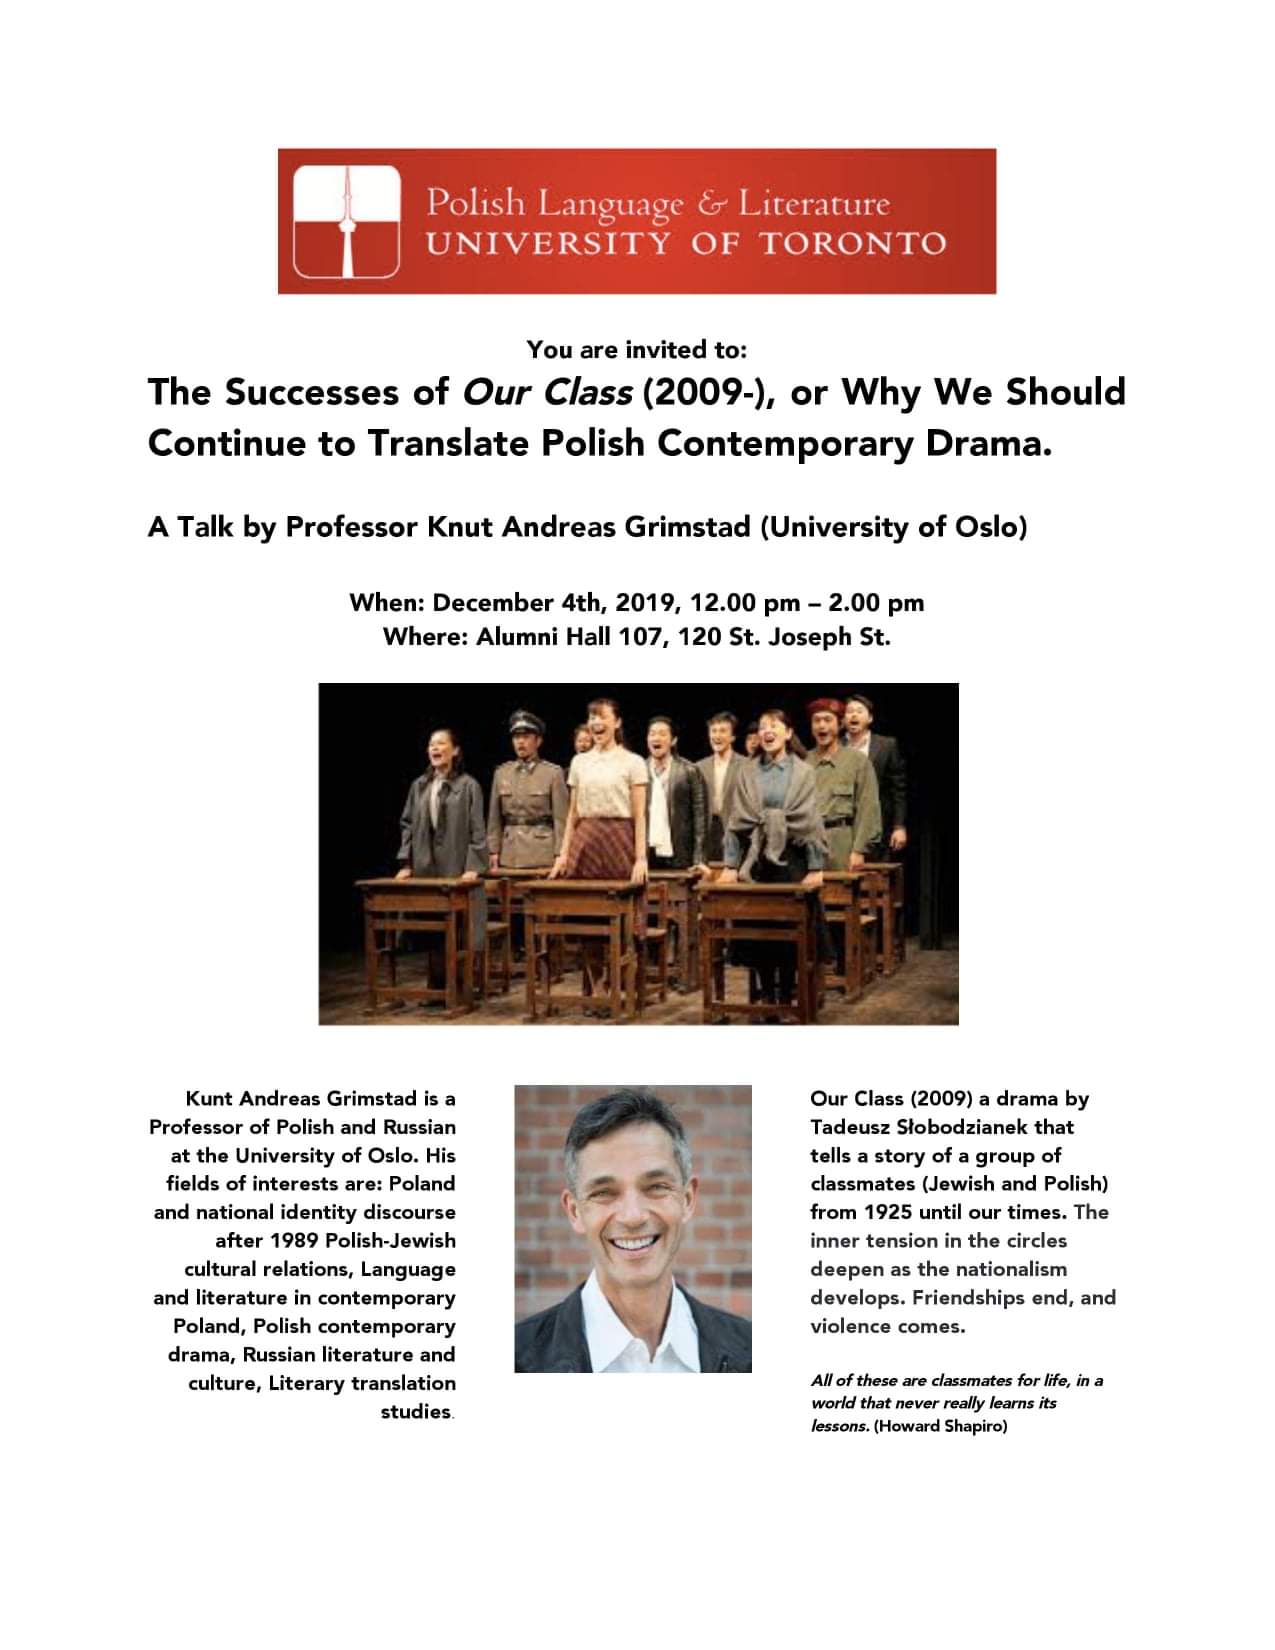 Polish Language & Literature
UNIVERSITY OF TORONTO
You are invited to:
The Successes of Our Class (2009-), or Why We Should
Continue to Translate Polish Contemporary Drama.
A Talk by Professor Knut Andreas Grimstad (University of Oslo)
When: December 4th, 2019, 12.00 pm – 2.00 pm
Where: Alumni Hall 107, 120 St. Joseph St.
Kunt Andreas Grimstad is a
Professor of Polish and Russian
at the University of Oslo. His
fields of interests are: Poland
and national identity discourse
after 1989 Polish-Jewish
cultural relations, Language
and literature in contemporary
Poland, Polish contemporary
drama, Russian literature and
culture, Literary translation
studies.
Our Class (2009) a drama by
Tadeusz Słobodzianek that
tells a story of a group of
classmates (Jewish and Polish)
from 1925 until our times. The
inner tension in the circles
deepen as the nationalism
develops. Friendships end, and
violence comes.
All of these are classmates for life, in a
world that never really learns its
lessons. (Howard Shapiro)